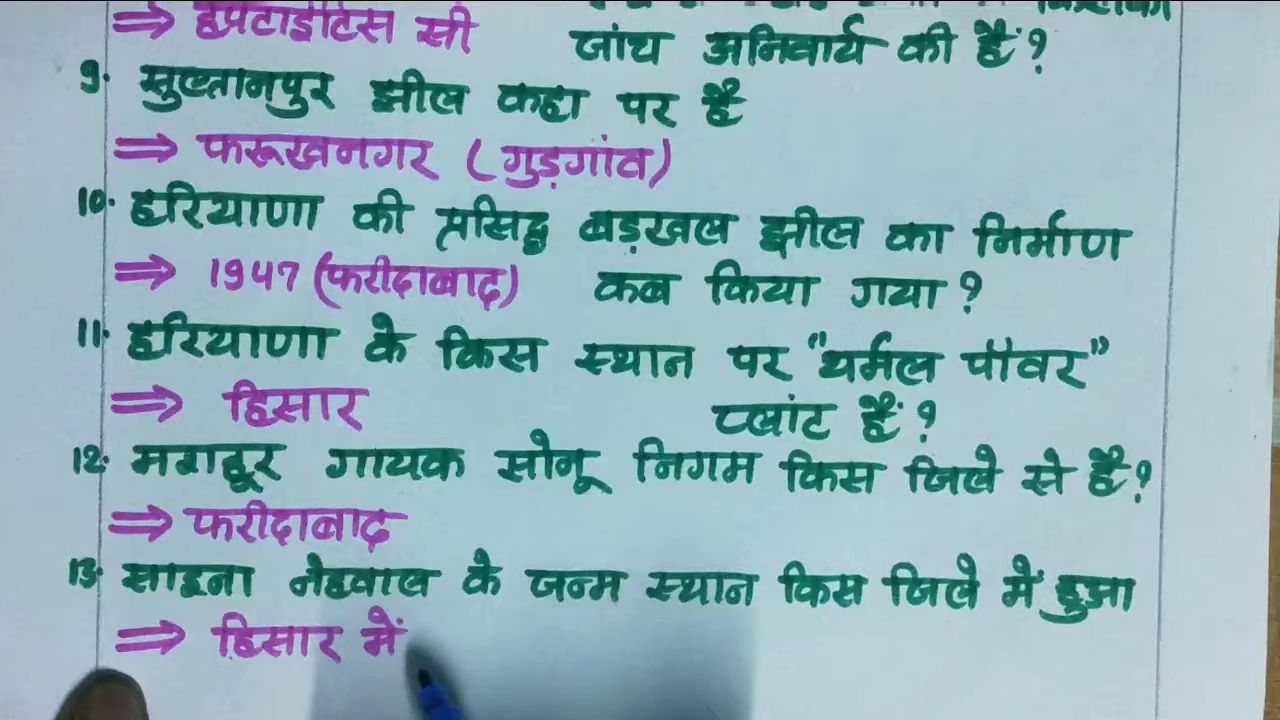 ⇒ हेप्रेटाइटिस सी
जांच अनिवार्य की है?
9. सुल्तानपुर झील कहा पर है
⇒ फरूखनगर (गुड़गांव)
10. हरियाणा की प्रसिद्ध बड़खल झील का निर्माण
कब किया गया?
⇒ 1947 (फरीदाबाद)
11. हरियाणा के किस स्थान पर "थर्मल पॉवर"
प्लांट हैं?
⇒ हिसार
12. मशहूर गायक सोनू निगम किस जिले से है?
⇒ फरीदाबाद
13. साइना नेहवाल के जन्म स्थान किस जिले में हुआ
⇒ हिसार में